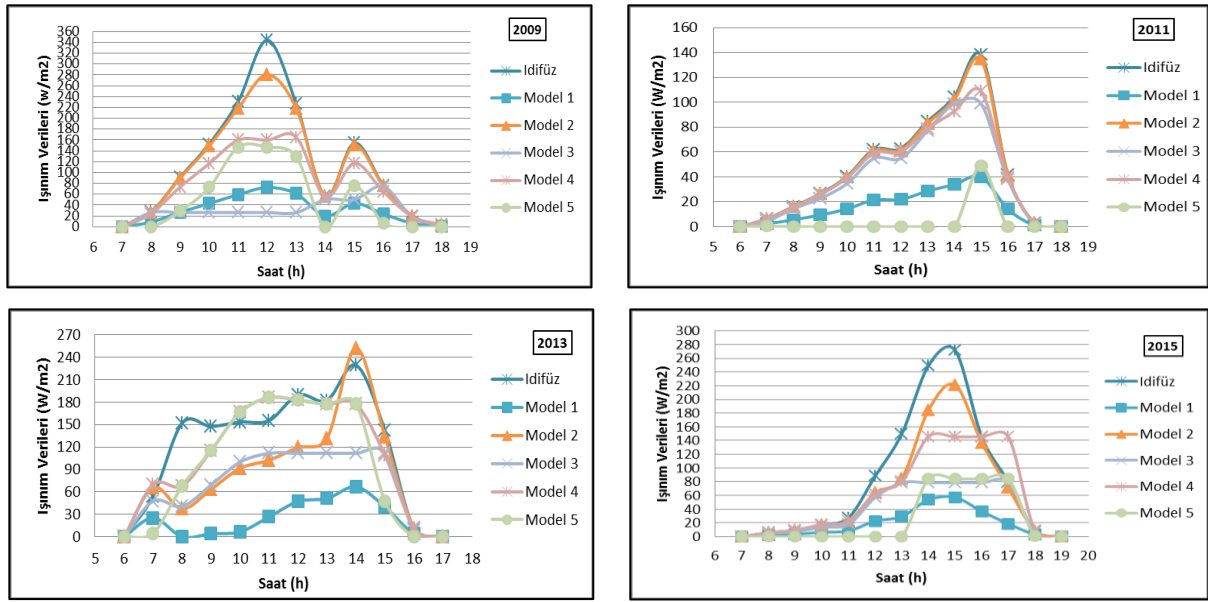 2009
Işınım Verileri (w/m2)
360
340
320
300
280
260
240
220
200
180
160
140
120
100
80
60
40
20
0
6 7 8 9 10 11 12 13 14 15 16 17 18 19
Saat (h)
Idifüz
Model 1
Model 2
Model 3
Model 4
Model 5
2011
Işınım Verileri (W/m2)
160
140
120
100
80
60
40
20
0
5 6 7 8 9 10 11 12 13 14 15 16 17 18 19
Saat (h)
Idifüz
Model 1
Model 2
Model 3
Model 4
Model 5
2013
Işınım Verileri (W/m2)
270
240
210
180
150
120
90
60
30
0
5 6 7 8 9 10 11 12 13 14 15 16 17 18
Saat (h)
Idifüz
Model 1
Model 2
Model 3
Model 4
Model 5
2015
Işınım Verileri (W/m2)
300
280
260
240
220
200
180
160
140
120
100
80
60
40
20
0
6 7 8 9 10 11 12 13 14 15 16 17 18 19 20
Saat (h)
Idifüz
Model 1
Model 2
Model 3
Model 4
Model 5